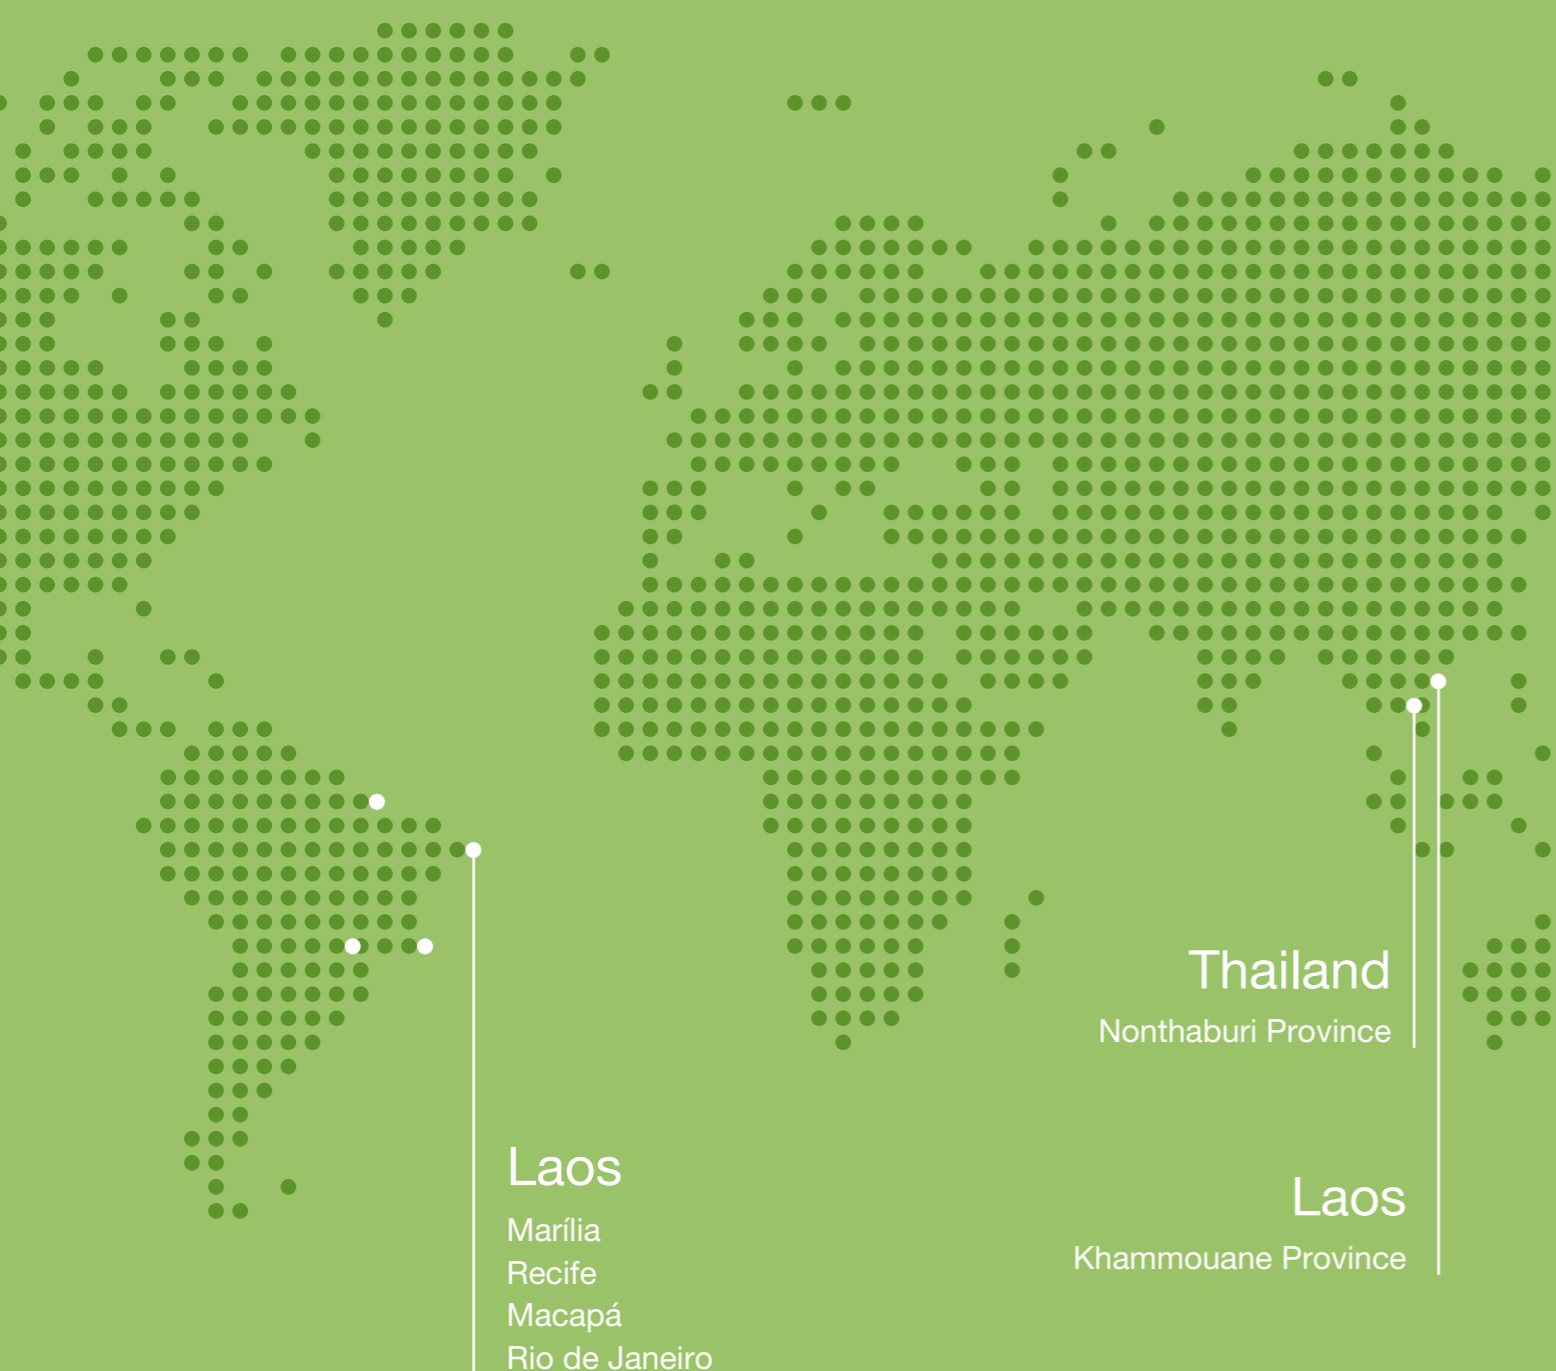 Thailand
Nonthaburi Province
Laos
Marília
Recife
Macapá
Rio de Janeiro
Laos
Khammouane Province